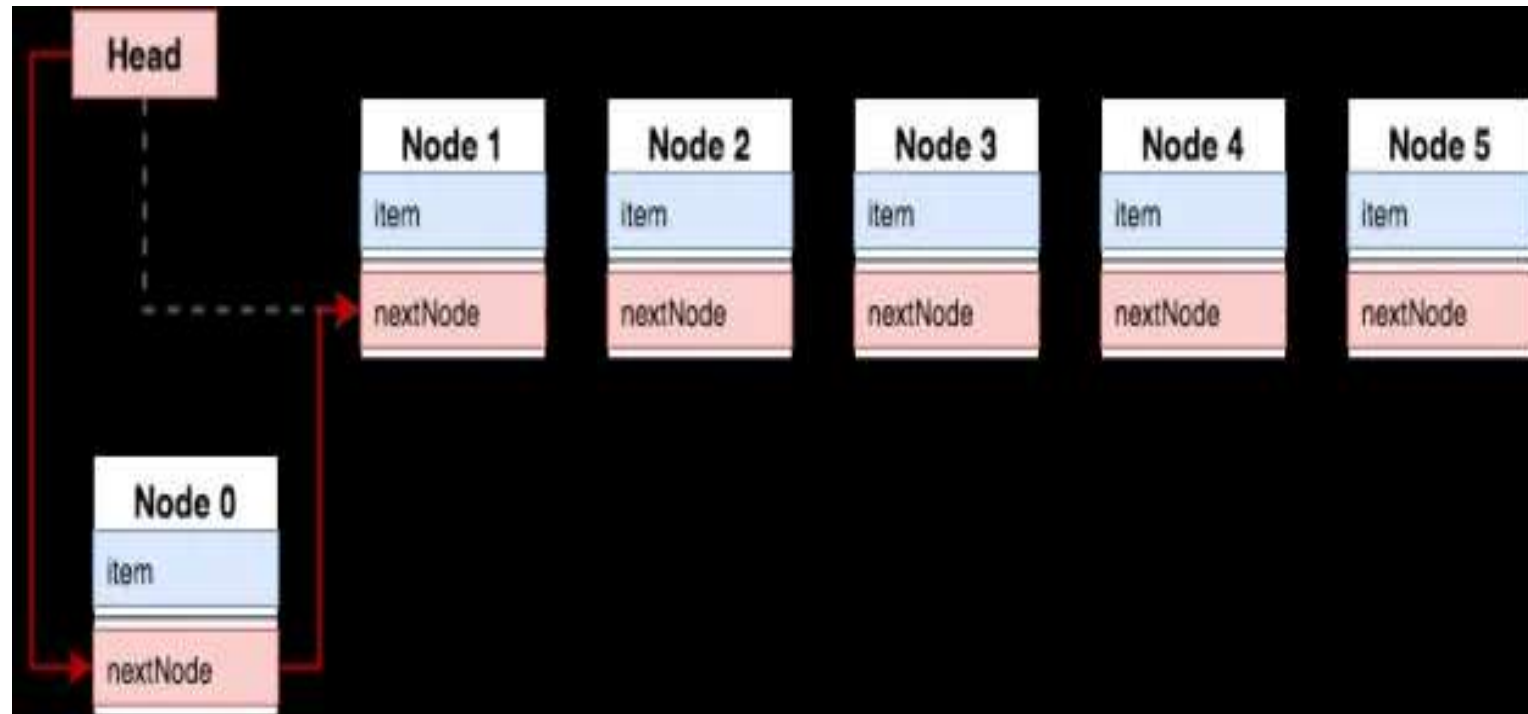 Head
Node 1
item
nextNode
Node 2
item
nextNode
Node 3
item
nextNode
Node 4
item
nextNode
Node 5
item
nextNode
Node 0
item
nextNode